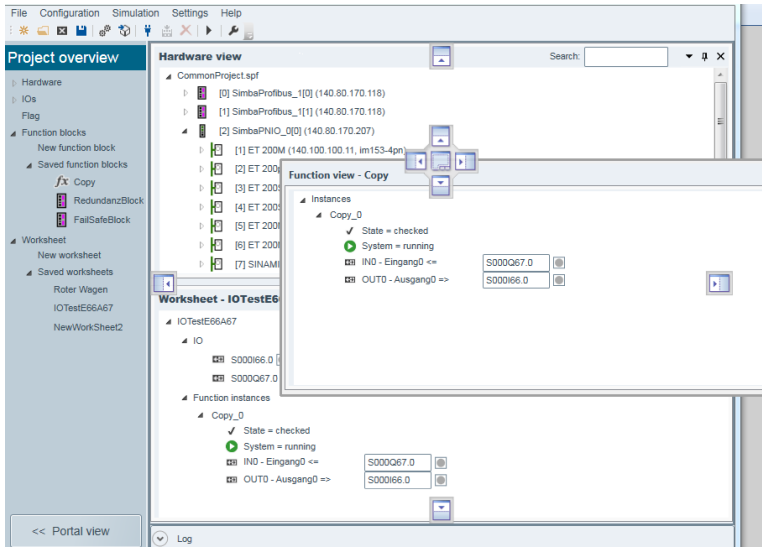 File Configuration Simulation Settings Help
Project overview
Hardware
IOs
Flag
Function blocks
New function block
Saved function blocks
fx Copy
RedundanzBlock
FailSafeBlock
Worksheet
New worksheet
Saved worksheets
Roter Wagen
IOTestE66A67
NewWorkSheet2
<< Portal view
Hardware view
Search:
CommonProject.spf
[0] SimbaProfibus_1[0] (140.80.170.118)
[1] SimbaProfibus_1[1] (140.80.170.118)
[2] SimbaPNIO_0[0] (140.80.170.207)
[1] ET 200M (140.100.100.11, im153-4pn)
[2] ET 200
[3] ET 200S
[4] ET 200S
[5] ET 200
[6] ET 200
[7] SINAMI
Function view - Copy
Instances
Copy_0
State = checked
System = running
IN0 - Eingang0 <= S000Q67.0
OUT0 - Ausgang0 => S000I66.0
Worksheet - IOTestE6
IOTestE66A67
IO
S000I66.0
S000Q67.0
Function instances
Copy_0
State = checked
System = running
IN0 - Eingang0 <= S000Q67.0
OUT0 - Ausgang0 => S000I66.0
Log